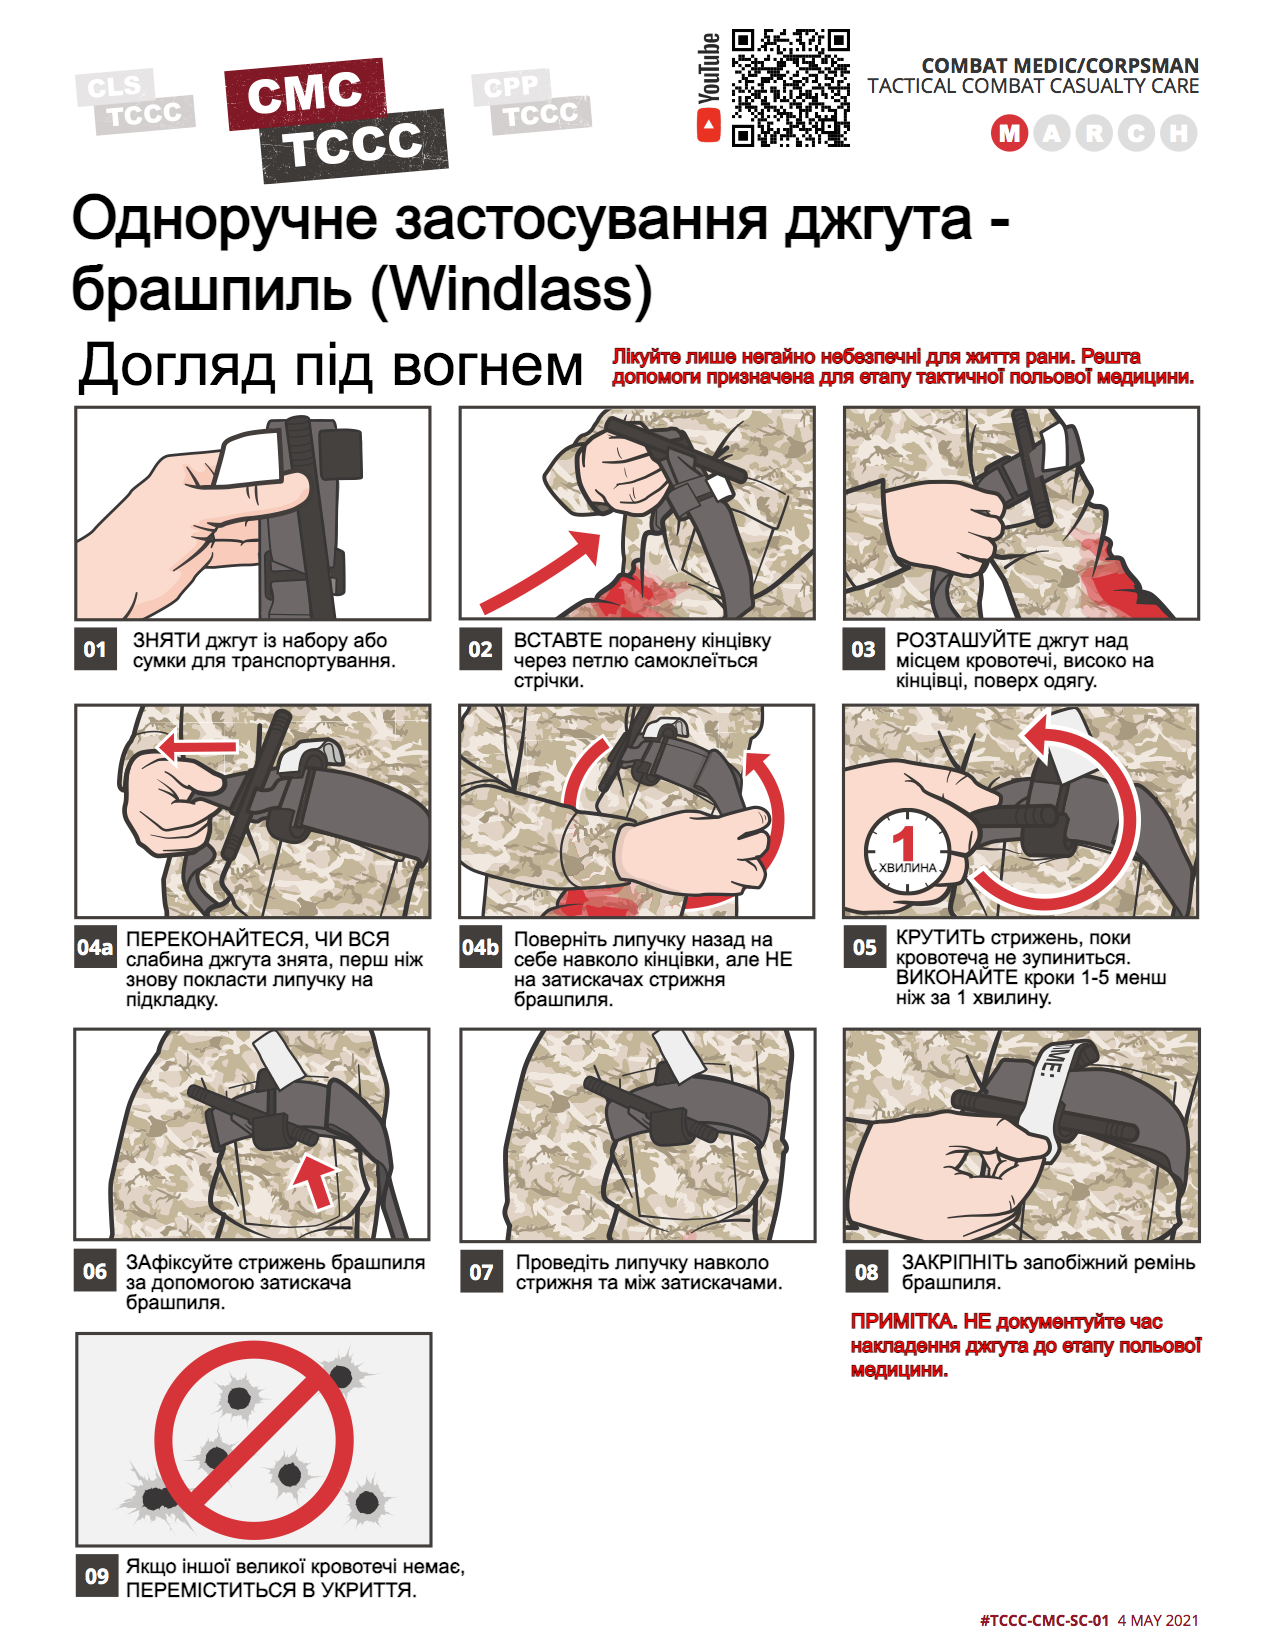 CLS
TCCC
CMC
TCCC
CPP
TCCC
YouTube
COMBAT MEDIC/CORPSMAN
TACTICAL COMBAT CASUALTY CARE
M A R C H
Одноручне застосування джгута -
брашпиль (Windlass)
Догляд під вогнем
Лікуйте лише негайно небезпечні для життя рани. Решта
допомоги призначена для етапу тактичної польової медицини.
01 ЗНЯТИ джгут із набору або
сумки для транспортування.
02 ВСТАВТЕ поранену кінцівку
через петлю самоклеїться
стрічки.
03 РОЗТАШУЙТЕ джгут над
місцем кровотечі, високо на
кінцівці, поверх одягу.
1
ХВИЛИНА
04a ПЕРЕКОНАЙТЕСЯ, ЧИ ВСЯ
слабина джгута знята, перш ніж
знову покласти липучку на
підкладку.
04b Поверніть липучку назад на
себе навколо кінцівки, але НЕ
на затискачах стрижня
брашпиля.
05 КРУТИТЬ стрижень, поки
кровотеча не зупиниться.
ВИКОНАЙТЕ кроки 1-5 менш
ніж за 1 хвилину.
TIME:
06 ЗАфіксуйте стрижень брашпиля
за допомогою затискача
брашпиля.
07 Проведіть липучку навколо
стрижня та між затискачами.
08 ЗАКРІПНІТЬ запобіжний ремінь
брашпиля.
ПРИМІТКА. НЕ документуйте час
накладення джгута до етапу польової
медицини.
09 Якщо іншої великої кровотечі немає,
ПЕРЕМІСТИТЬСЯ В УКРИТТЯ.
#TCCC-CMC-SC-01 4 MAY 2021